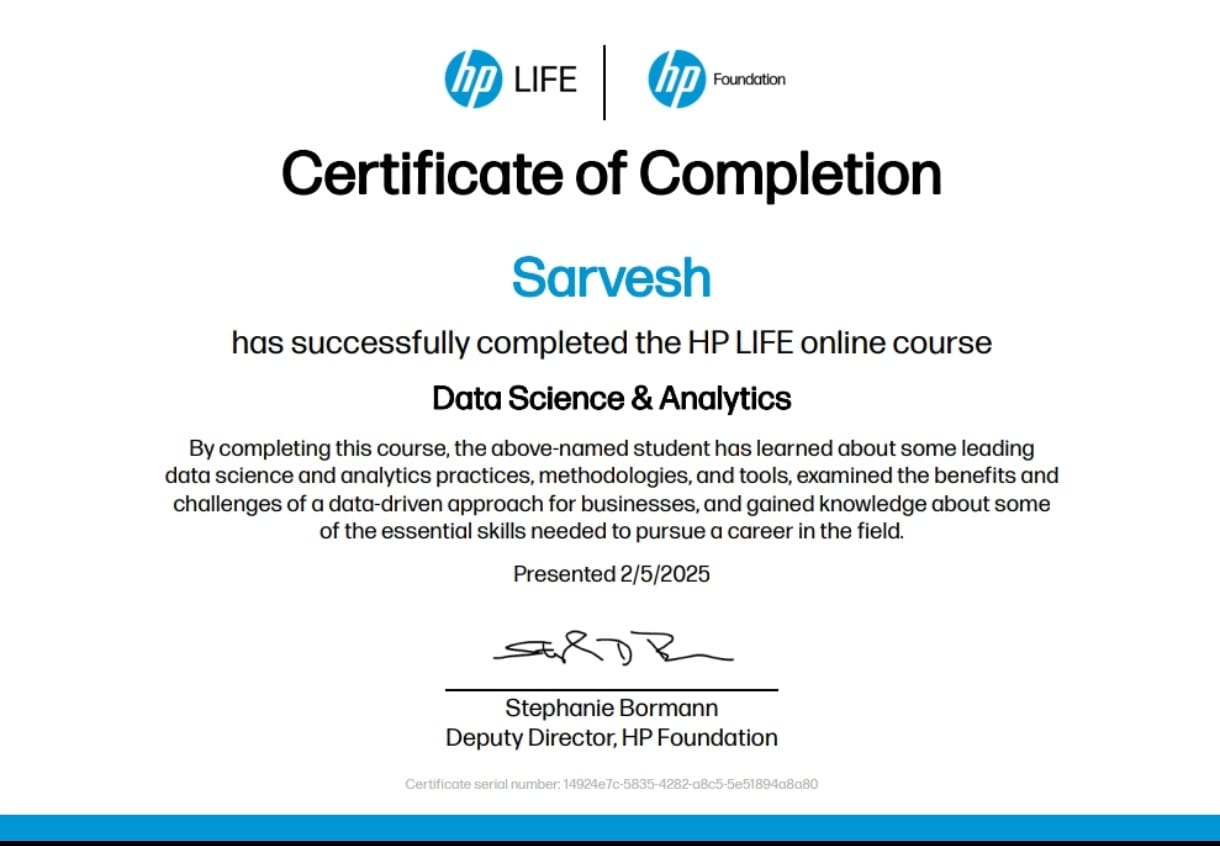 hp LIFE | hp Foundation
Certificate of Completion
Sarvesh
has successfully completed the HP LIFE online course
Data Science & Analytics
By completing this course, the above-named student has learned about some leading
data science and analytics practices, methodologies, and tools, examined the benefits and
challenges of a data-driven approach for businesses, and gained knowledge about some
of the essential skills needed to pursue a career in the field.
Presented 2/5/2025
Stephanie Bormann
Deputy Director, HP Foundation
Certificate serial number: 14924e7c-5835-4282-a8c5-5e51894a8a80